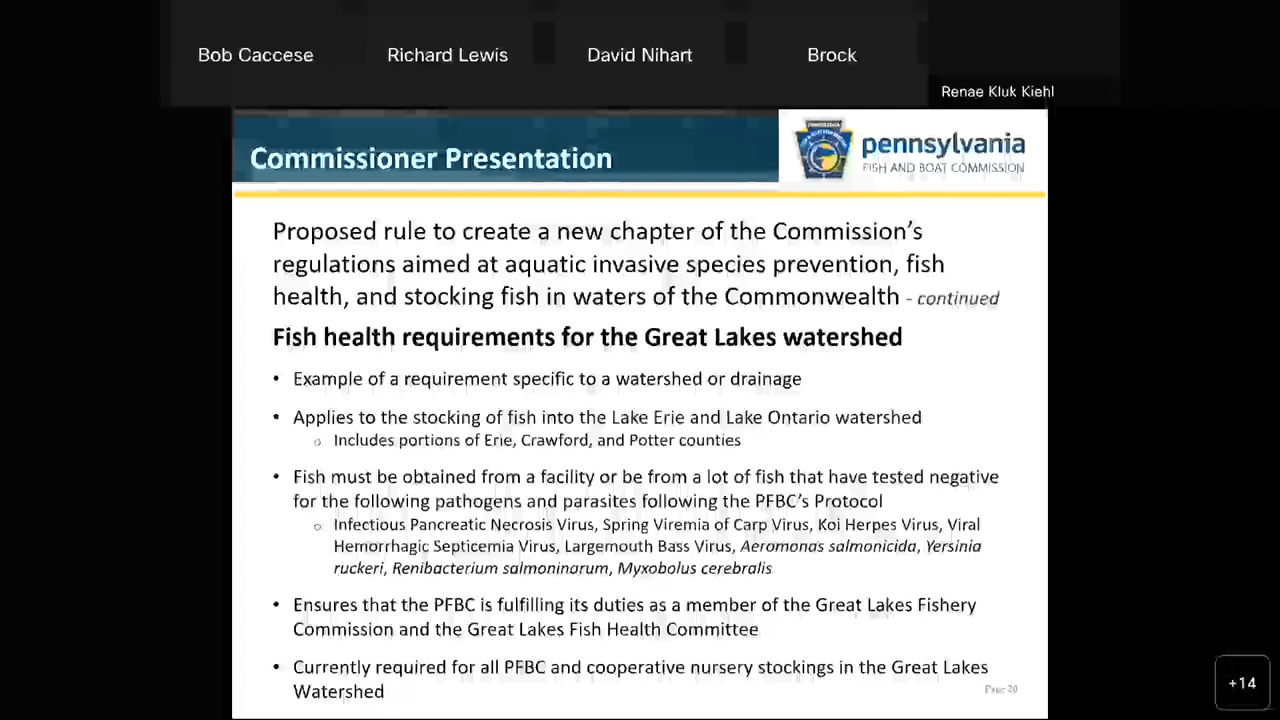 Bob Caccese
Richard Lewis
David Nihart
Brock
Renae Kluk Kiehl
Commissioner Presentation
pennsylvania
FISH AND BOAT COMMISSION
Proposed rule to create a new chapter of the Commission's
regulations aimed at aquatic invasive species prevention, fish
health, and stocking fish in waters of the Commonwealth - continued
Fish health requirements for the Great Lakes watershed
• Example of a requirement specific to a watershed or drainage
• Applies to the stocking of fish into the Lake Erie and Lake Ontario watershed
○ Includes portions of Erie, Crawford, and Potter counties
• Fish must be obtained from a facility or be from a lot of fish that have tested negative
for the following pathogens and parasites following the PFBC's Protocol
○ Infectious Pancreatic Necrosis Virus, Spring Viremia of Carp Virus, Koi Herpes Virus, Viral
Hemorrhagic Septicemia Virus, Largemouth Bass Virus, Aeromonas salmonicida, Yersinia
ruckeri, Renibacterium salmoninarum, Myxobolus cerebralis
• Ensures that the PFBC is fulfilling its duties as a member of the Great Lakes Fishery
Commission and the Great Lakes Fish Health Committee
• Currently required for all PFBC and cooperative nursery stockings in the Great Lakes
Watershed
Page 20
+14